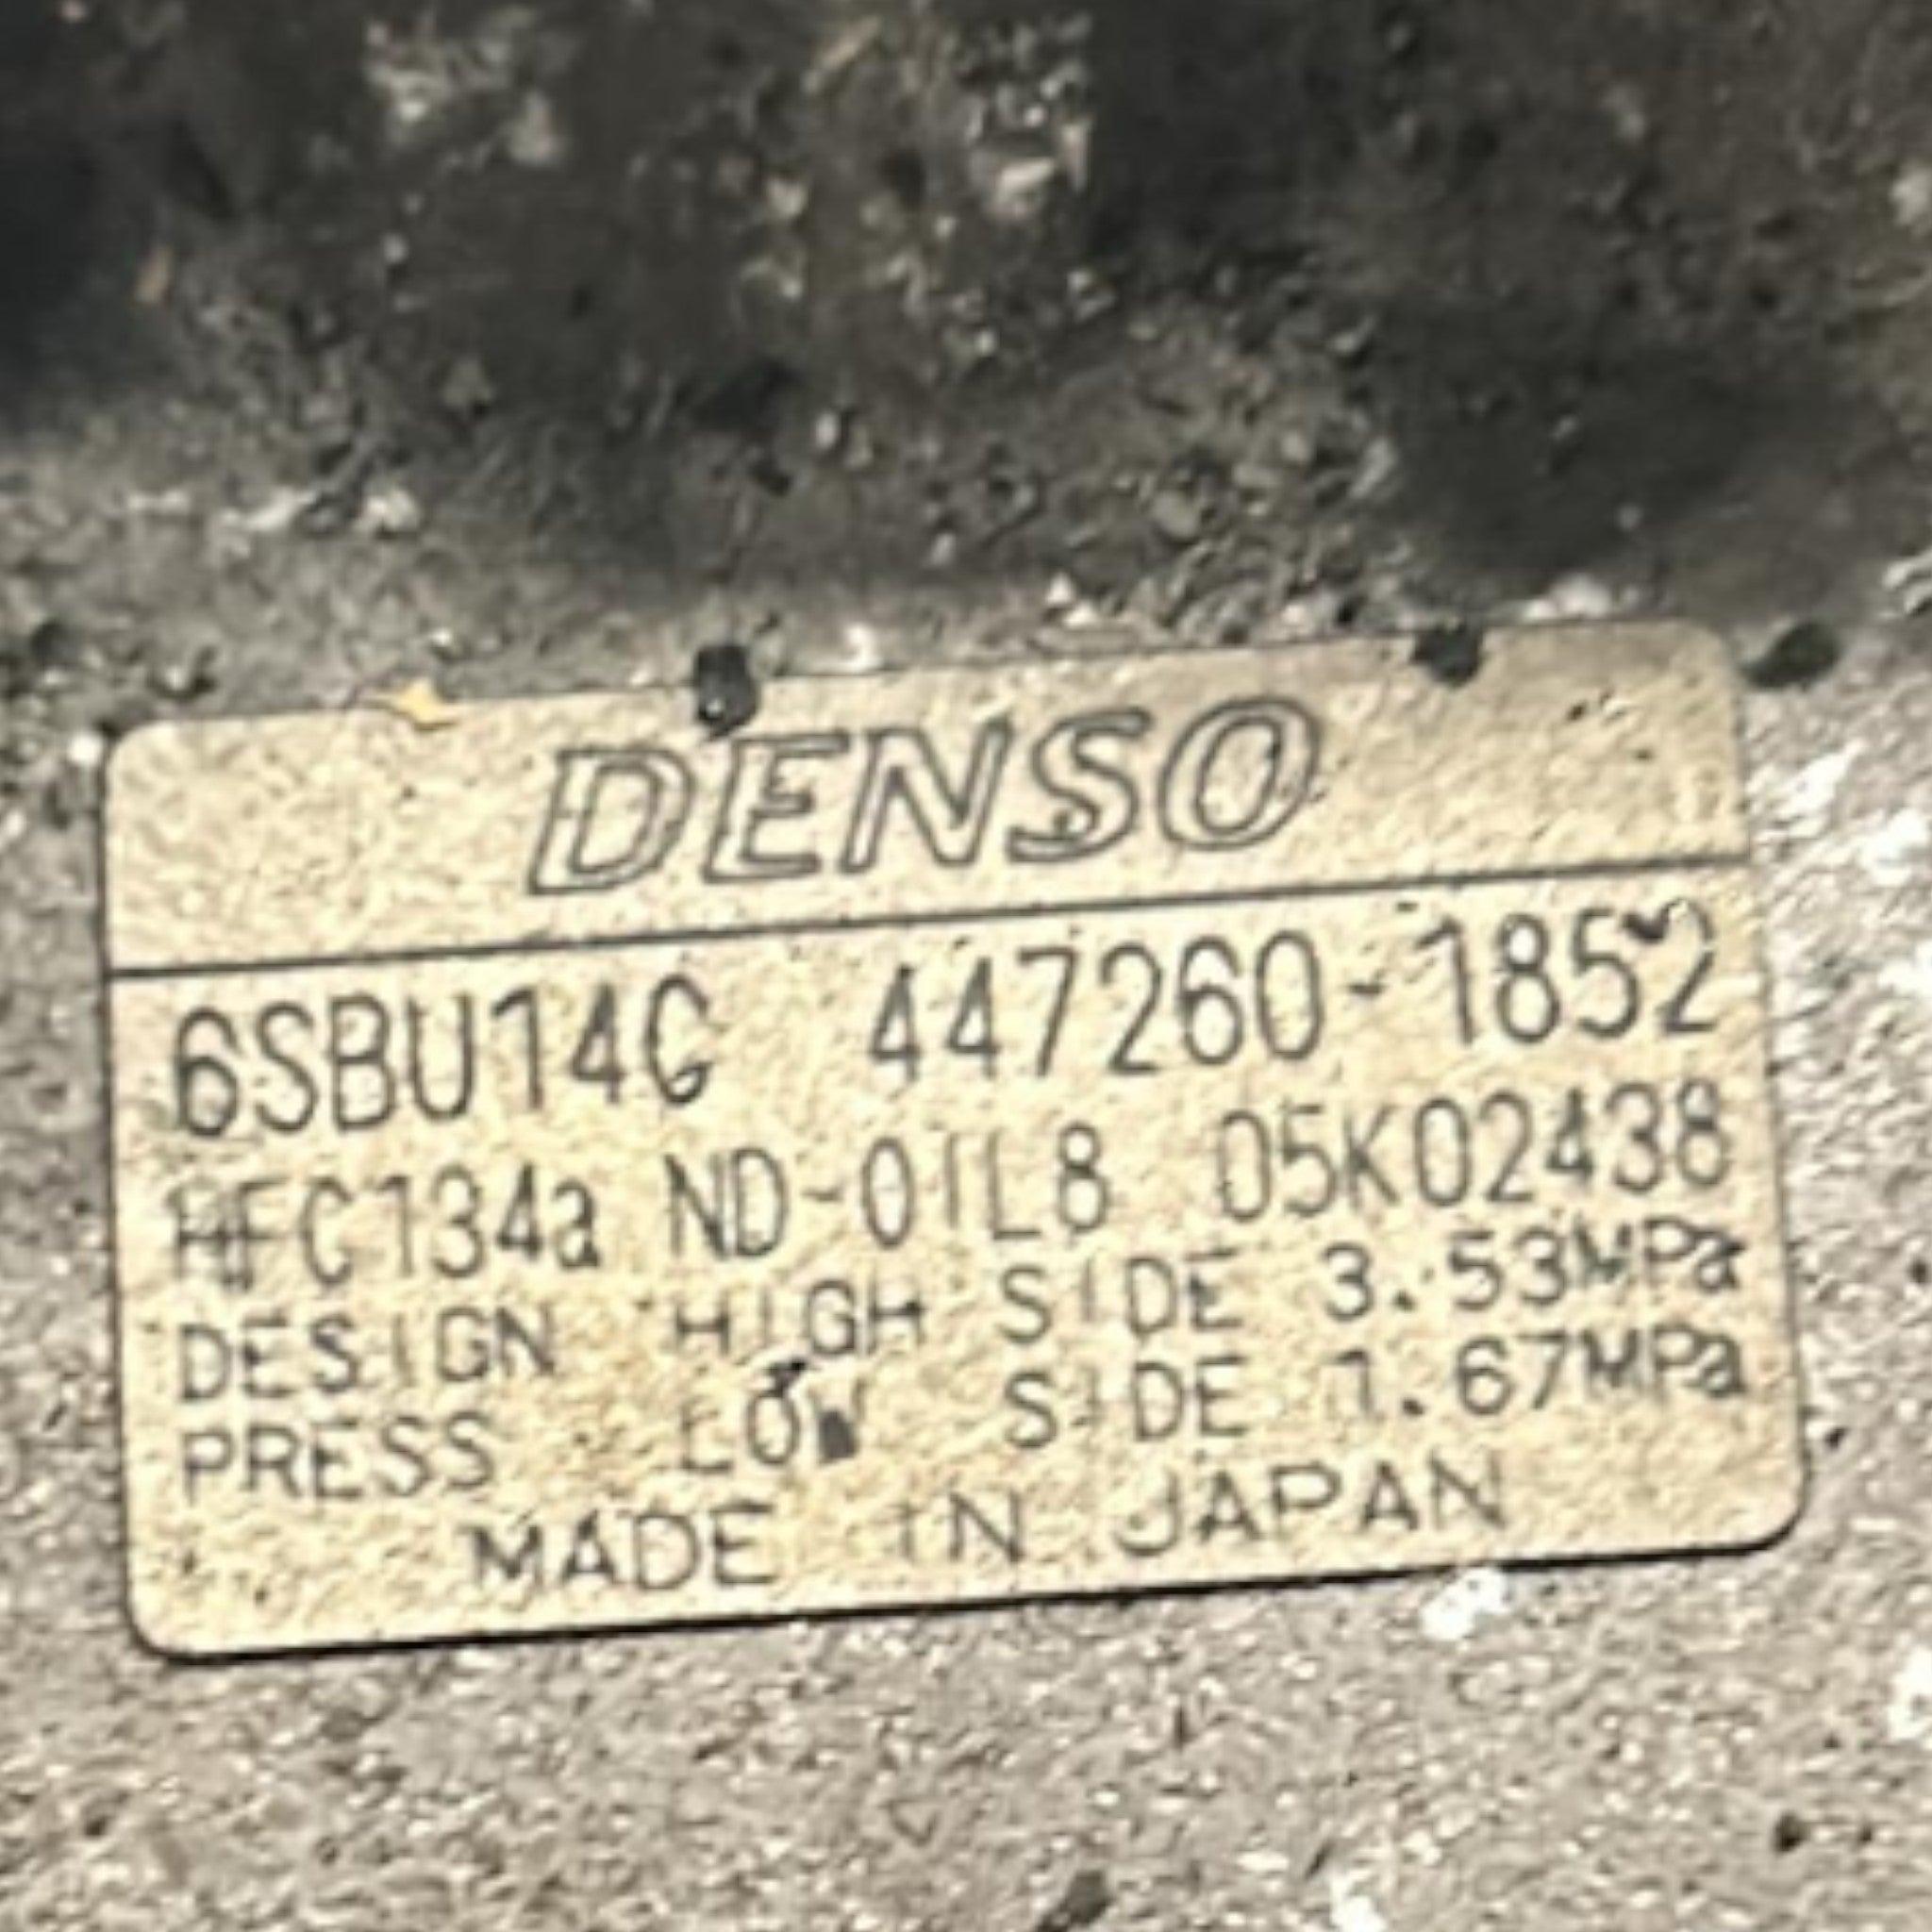 DENSO
6SBU14C 447260-1852
HFC134a ND-OIL8 05K02438
DESIGN HIGH SIDE 3.53MPa
PRESS LOW SIDE 1.67MPa
MADE IN JAPAN